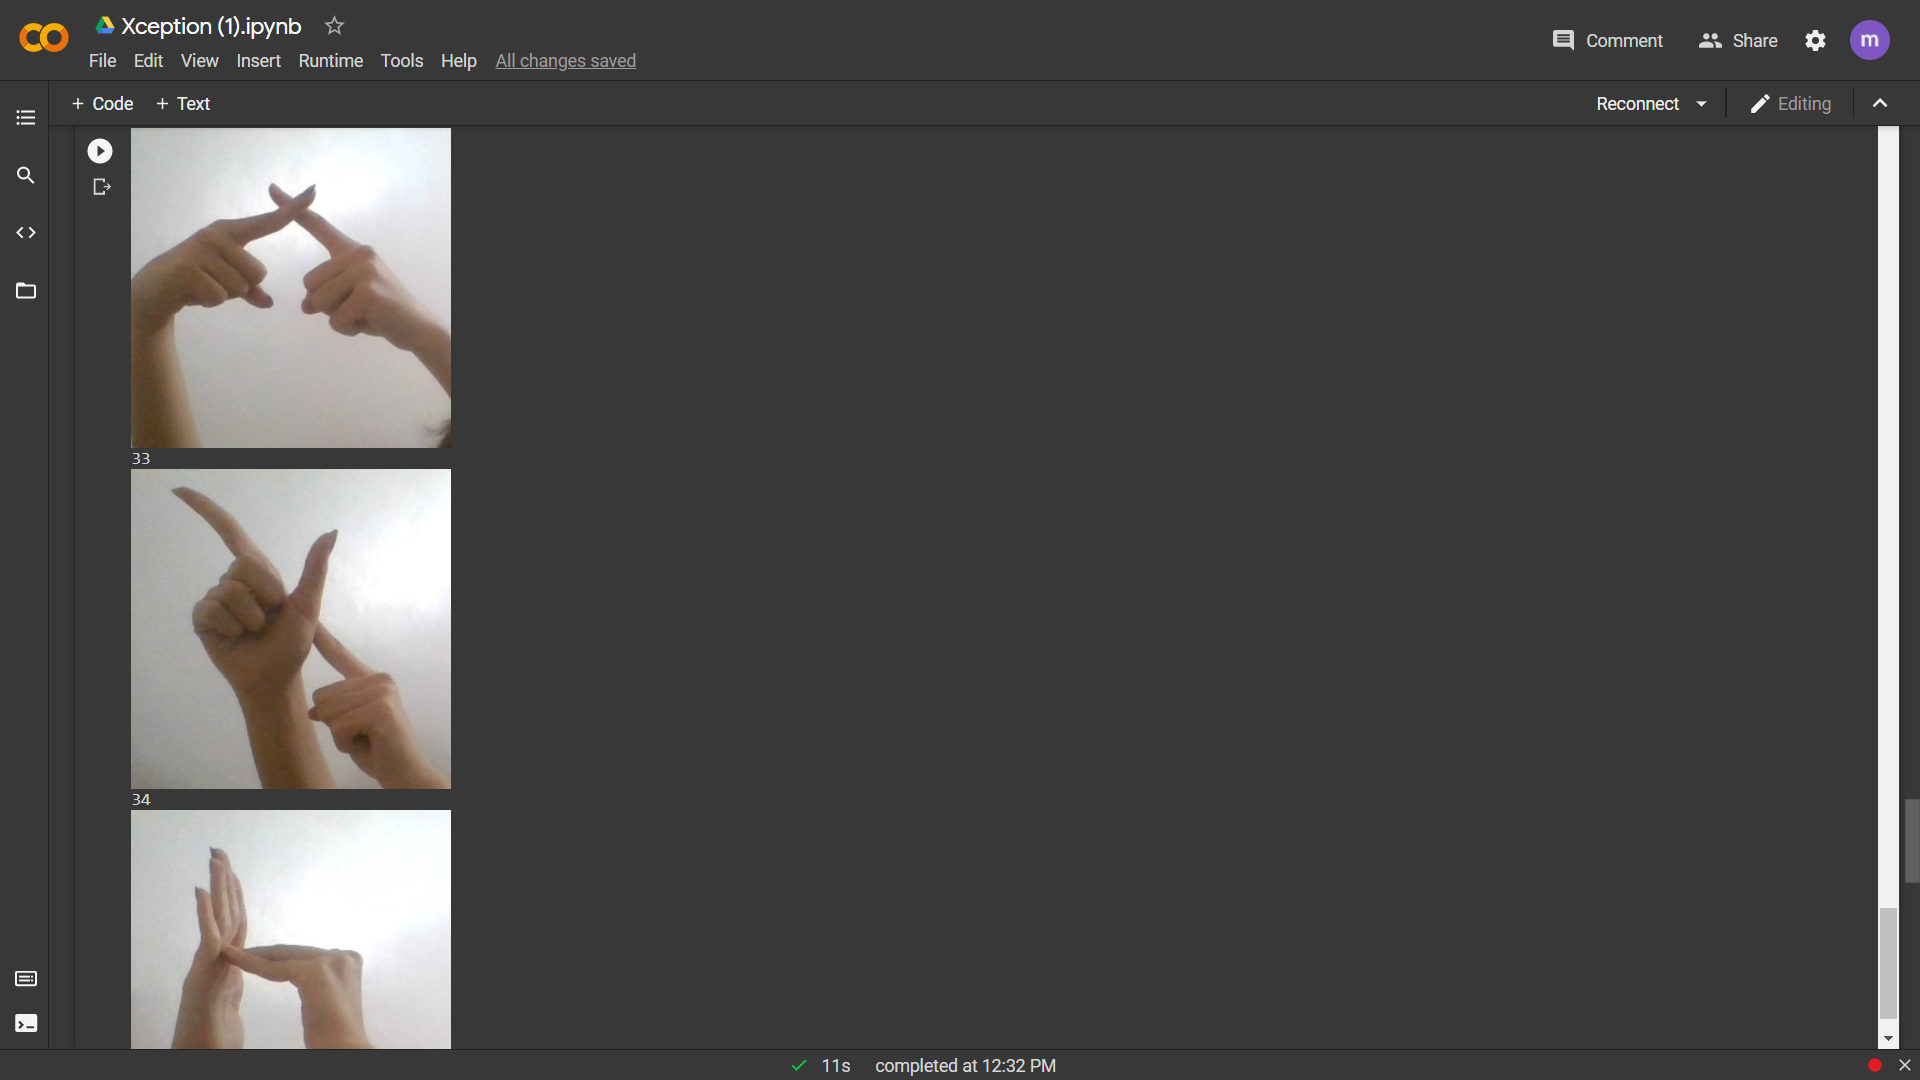 Xception (1).ipynb
File Edit View Insert Runtime Tools Help All changes saved
Comment Share m
+ Code + Text Reconnect Editing
33
34
11s completed at 12:32 PM